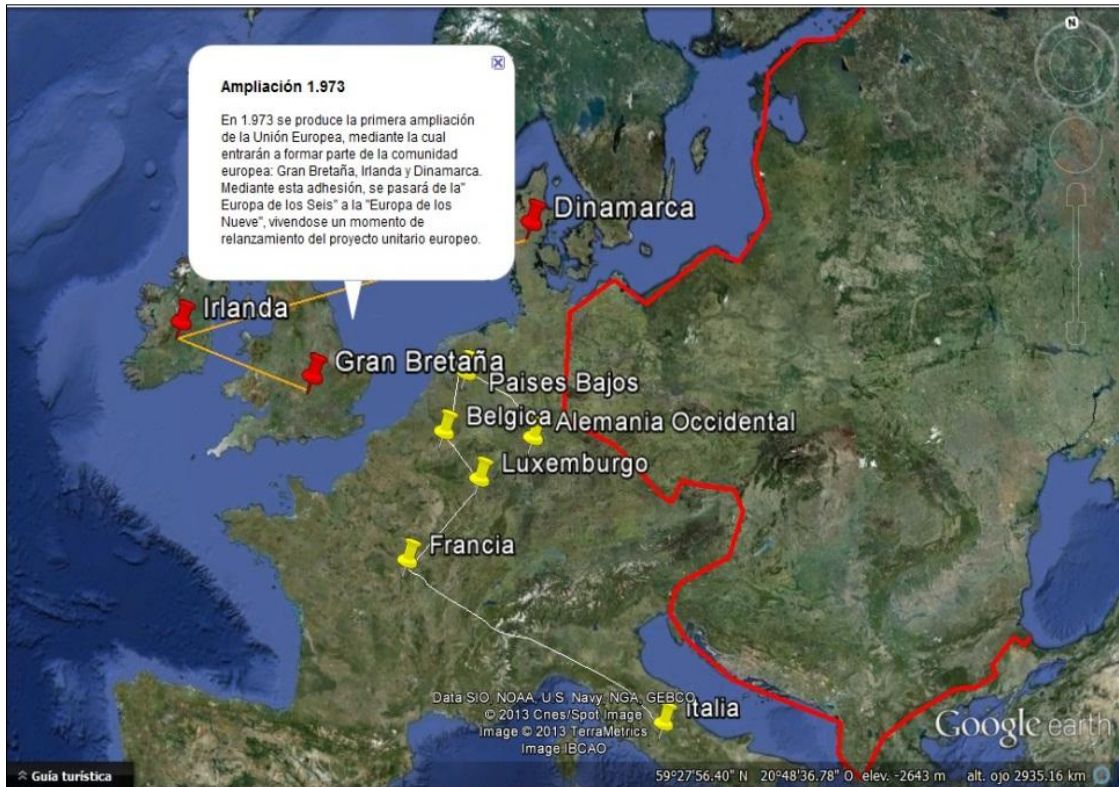 N
Ampliación 1.973
En 1.973 se produce la primera ampliación
de la Unión Europea, mediante la cual
entrarán a formar parte de la comunidad
europea: Gran Bretaña, Irlanda y Dinamarca.
Mediante esta adhesión, se pasará de la"
Europa de los Seis" a la "Europa de los
Nueve", vivendose un momento de
relanzamiento del proyecto unitario europeo.
Dinamarca
Irlanda
Gran Bretaña
Paises Bajos
Belgica
Alemania Occidental
Luxemburgo
Francia
Italia
Data SIO, NOAA, U.S. Navy, NGA, GEBCO
© 2013 Cnes/Spot Image
Image © 2013 TerraMetrics
Image IBCAO
Google earth
Guía turística
59°27'56.40" N 20°48'36.78" O elev. -2643 m alt. ojo 2935.16 km